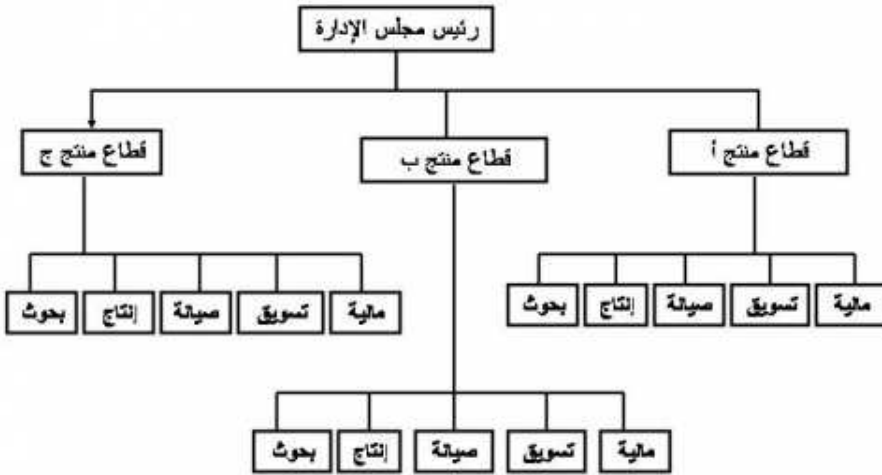 رئيس مجلس الإدارة
قطاع منتج أ
قطاع منتج ب
قطاع منتج ج
مالية
تسويق
صيانة
إنتاج
بحوث
مالية
تسويق
صيانة
إنتاج
بحوث
مالية
تسويق
صيانة
إنتاج
بحوث